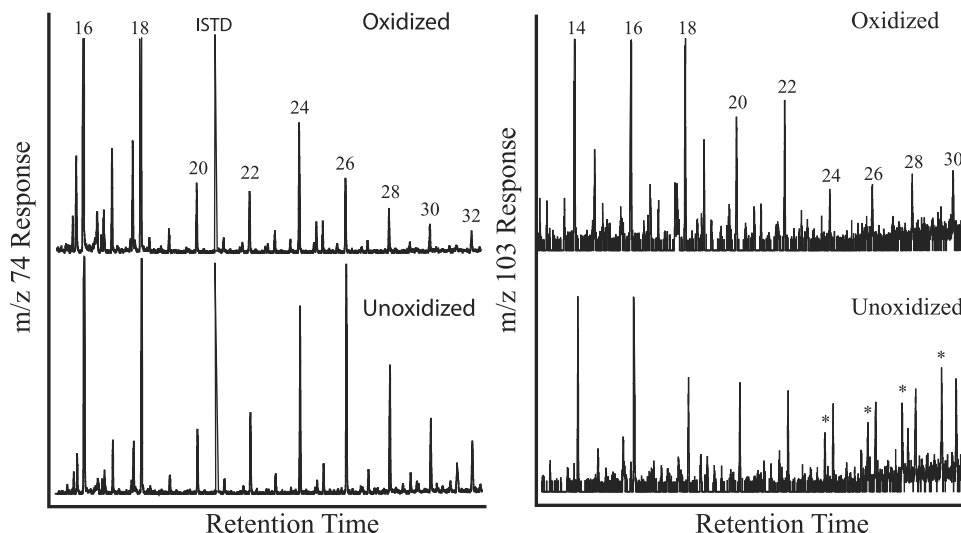 16 18 ISTD Oxidized
24
20 22 26 28 30 32
m/z 74 Response
Unoxidized
Retention Time
14 16 18 Oxidized
20 22
24 26 28 30
m/z 103 Response
Unoxidized
* * * *
Retention Time